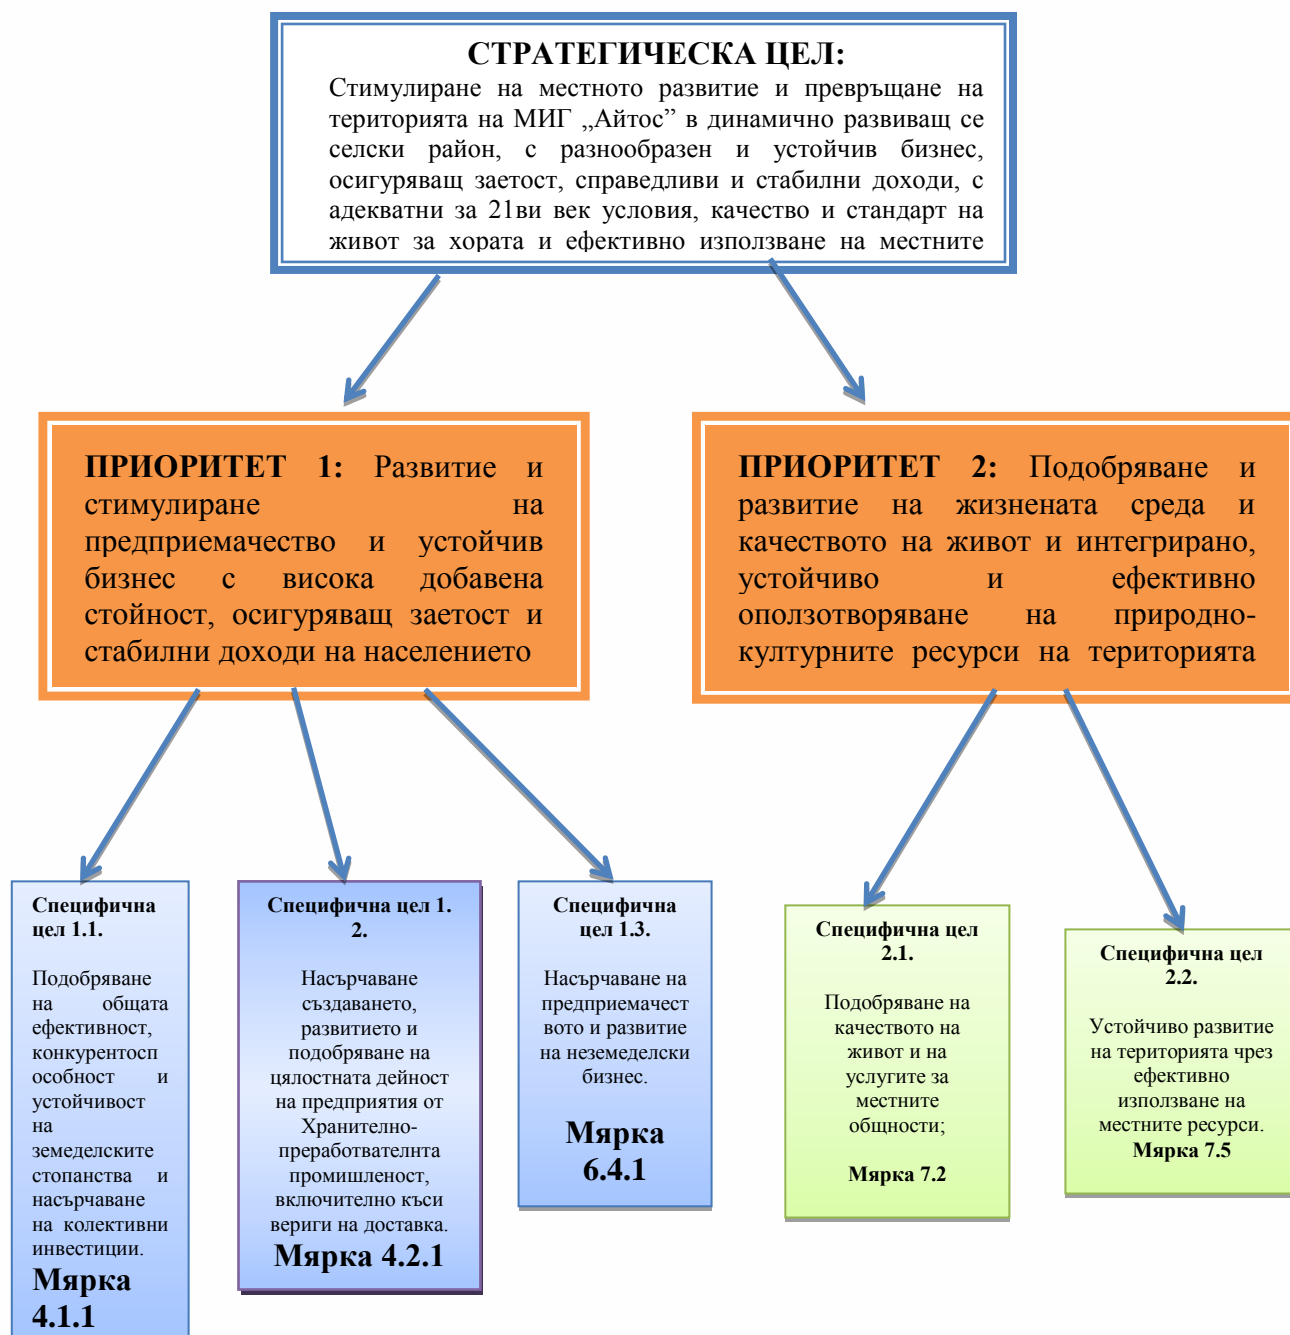 СТРАТЕГИЧЕСКА ЦЕЛ:
Стимулиране на местното развитие и превръщане на
територията на МИГ „Айтос” в динамично развиващ се
селски район, с разнообразен и устойчив бизнес,
осигуряващ заетост, справедливи и стабилни доходи, с
адекватни за 21ви век условия, качество и стандарт на
живот за хората и ефективно използване на местните
ПРИОРИТЕТ 1: Развитие и
стимулиране на
предприемачество и устойчив
бизнес с висока добавена
стойност, осигуряващ заетост и
стабилни доходи на населението
ПРИОРИТЕТ 2: Подобряване и
развитие на жизнената среда и
качеството на живот и интегрирано,
устойчиво и ефективно
оползотворяване на природно-
културните ресурси на територията
Специфична
цел 1.1.
Подобряване
на общата
ефективност,
конкурентосп
особност и
устойчивост
на
земеделските
стопанства и
насърчаване
на колективни
инвестиции.
Мярка
4.1.1
Специфична цел 1.
2.
Насърчаване
създаването,
развитието и
подобряване на
цялостната дейност
на предприятия от
Хранително-
преработвателнта
промишленост,
включително къси
вериги на доставка.
Мярка 4.2.1
Специфична
цел 1.3.
Насърчаване на
предприемачест
вото и развитие
на неземеделски
бизнес.
Мярка
6.4.1
Специфична цел
2.1.
Подобряване на
качеството на
живот и на
услугите за
местните
общности;
Мярка 7.2
Специфична цел
2.2.
Устойчиво развитие
на територията чрез
ефективно
използване на
местните ресурси.
Мярка 7.5